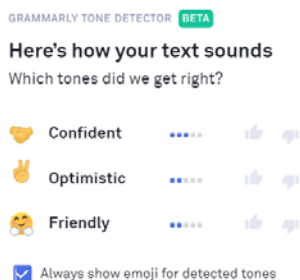 GRAMMARLY TONE DETECTOR BETA
Here's how your text sounds
Which tones did we get right?
Confident
Optimistic
Friendly
Always show emoji for detected tones